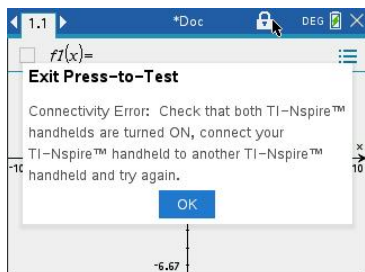 1.1 *Doc DEG
f1(x)=
Exit Press-to-Test
Connectivity Error: Check that both TI-Nspire™
handhelds are turned ON, connect your
TI-Nspire™ handheld to another TI-Nspire™
handheld and try again.
x
-10 10
OK
-6.67